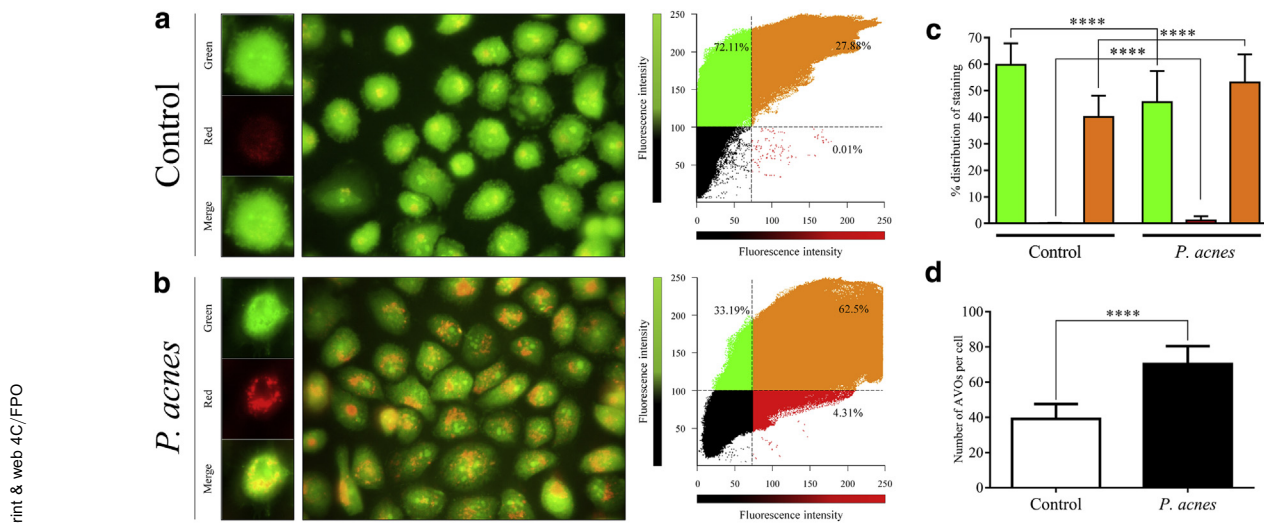 a
Control
Green
Red
Merge
Fluorescence intensity
250
200
150
100
50
72.11%
27.88%
0.01%
0
50
100
150
200
250
Fluorescence intensity
b
P. acnes
Green
Red
Merge
Fluorescence intensity
250
200
150
100
50
33.19%
62.5%
4.31%
0
50
100
150
200
250
Fluorescence intensity
c
% distribution of staining
70
60
50
40
30
20
10
0
****
****
****
Control
P. acnes
d
Number of AVOs per cell
100
80
60
40
20
0
****
Control
P. acnes
rint & web 4C/FPO